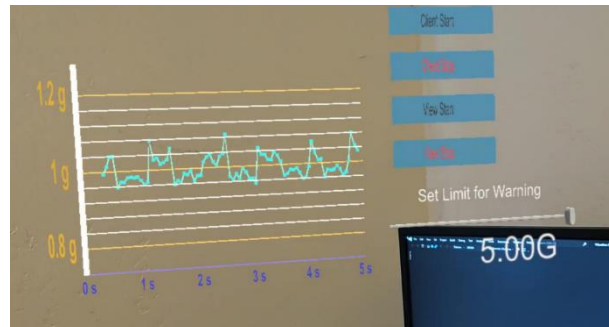 Client Start
View Start
Set Limit for Warning
5.00G
1.2 g
1 g
0.8 g
0 s
1 s
2 s
3 s
4 s
5 s